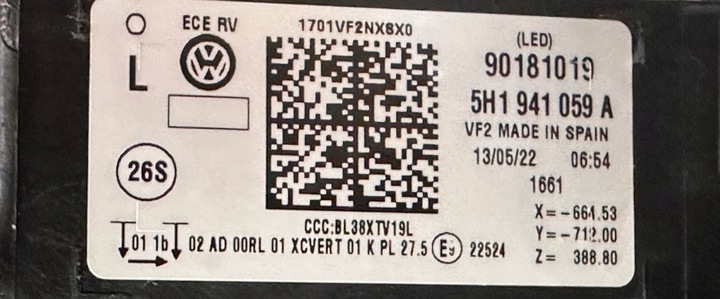 ECE RV
1701VF2NX8X0
(LED)
L
90181019
5H1 941 059 A
VF2 MADE IN SPAIN
13/05/22 06:54
1661
26S
X=-664.53
Y=-712.00
Z= 388.80
CCC:BL38XTV19L
01 1b 02 AD 00RL 01 XCVERT 01 K PL 27.5 E9 22524